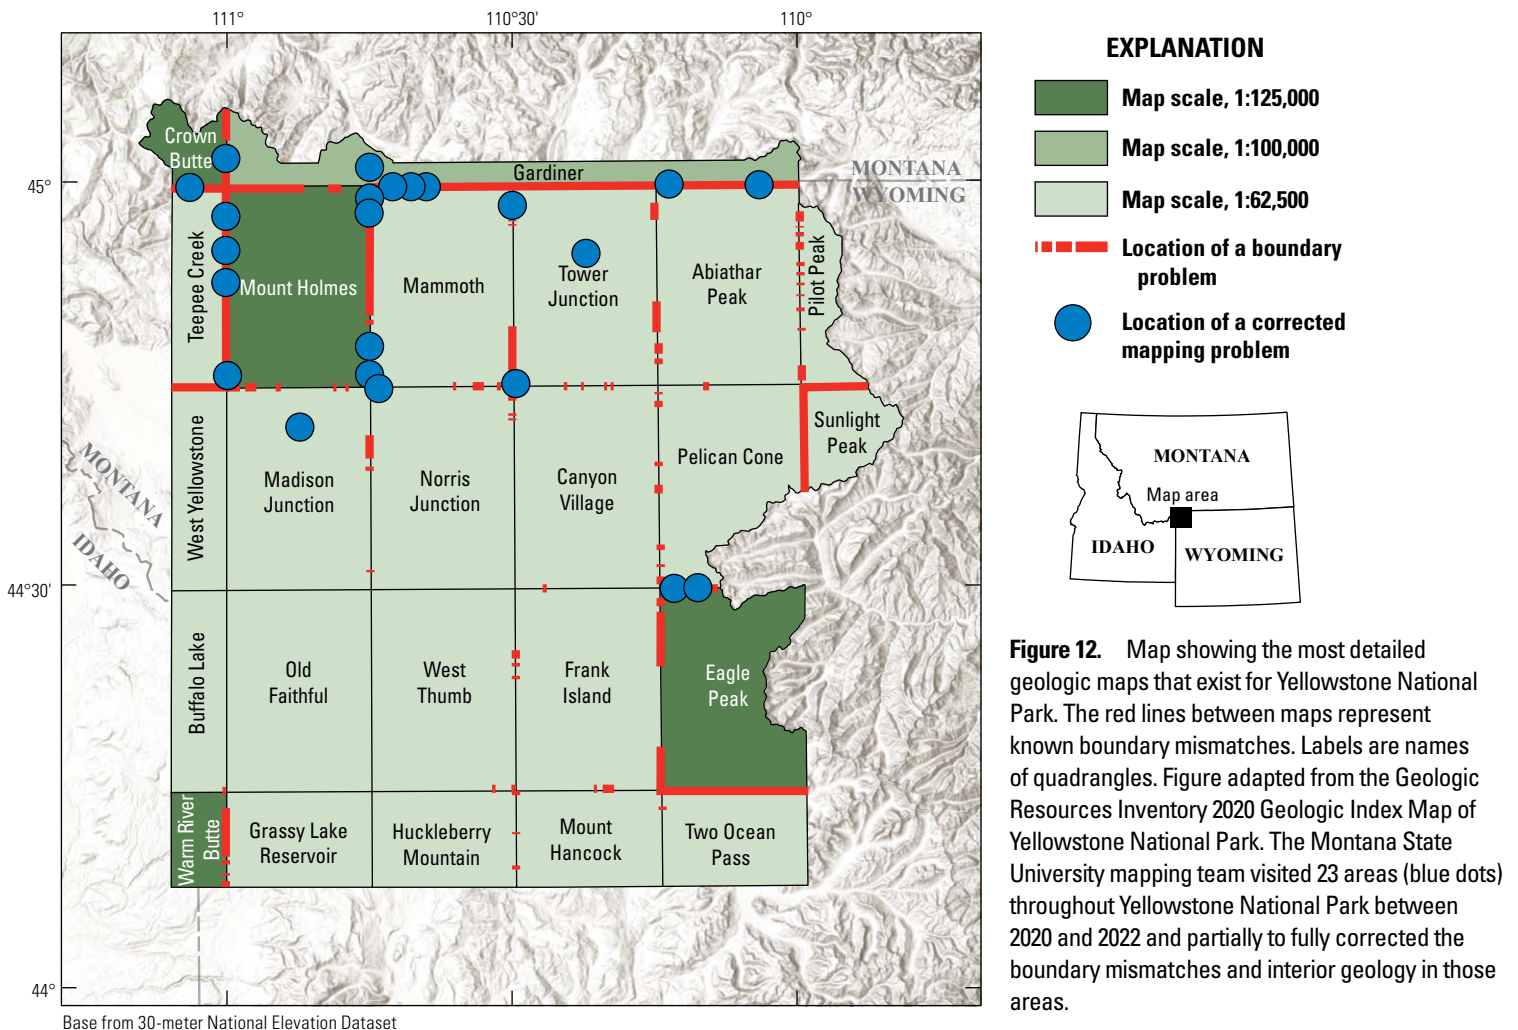 111°
110°30'
110°
45°
44°30'
44°
Crown
Butte
Gardiner
MONTANA
WYOMING
Teepee Creek
Mount Holmes
Mammoth
Tower
Junction
Abiathar
Peak
Pilot Peak
West Yellowstone
Madison
Junction
Norris
Junction
Canyon
Village
Pelican Cone
Sunlight
Peak
MONTANA
IDAHO
Buffalo Lake
Old
Faithful
West
Thumb
Frank
Island
Eagle
Peak
Warm River
Butte
Grassy Lake
Reservoir
Huckleberry
Mountain
Mount
Hancock
Two Ocean
Pass
Base from 30-meter National Elevation Dataset
EXPLANATION
Map scale, 1:125,000
Map scale, 1:100,000
Map scale, 1:62,500
Location of a boundary
problem
Location of a corrected
mapping problem
MONTANA
Map area
IDAHO
WYOMING
Figure 12. Map showing the most detailed
geologic maps that exist for Yellowstone National
Park. The red lines between maps represent
known boundary mismatches. Labels are names
of quadrangles. Figure adapted from the Geologic
Resources Inventory 2020 Geologic Index Map of
Yellowstone National Park. The Montana State
University mapping team visited 23 areas (blue dots)
throughout Yellowstone National Park between
2020 and 2022 and partially to fully corrected the
boundary mismatches and interior geology in those
areas.